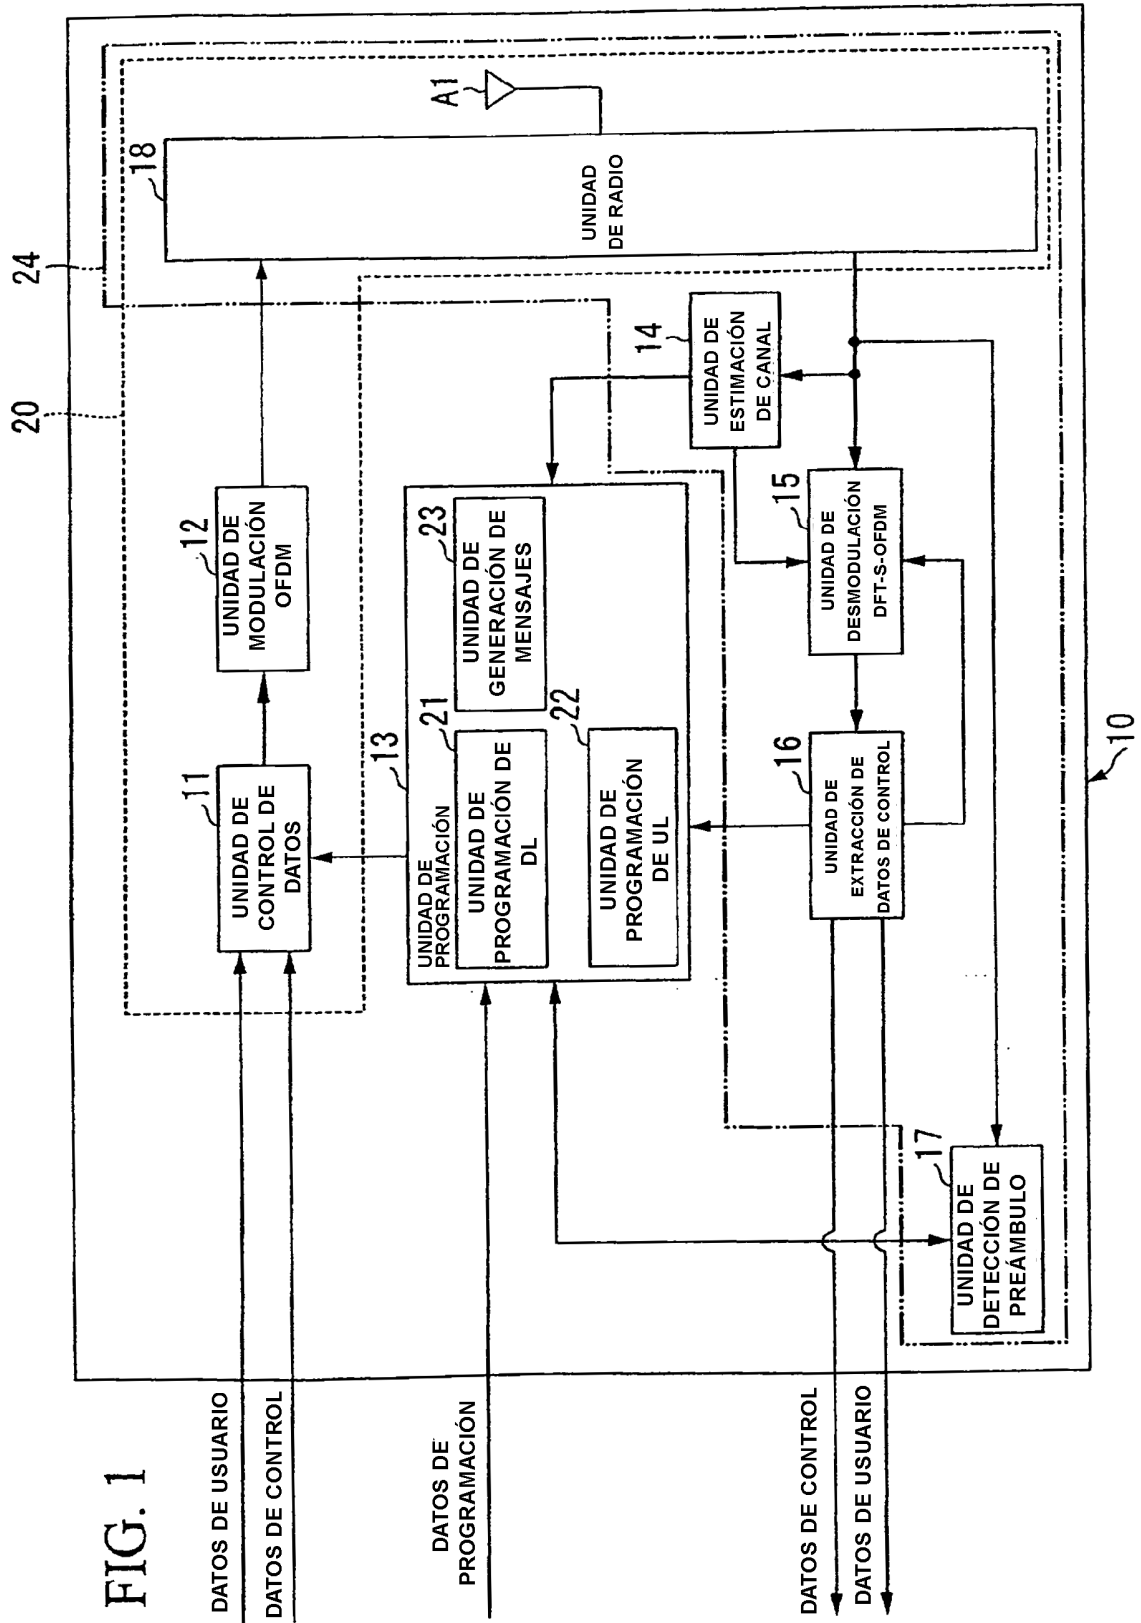 FIG. 1
DATOS DE USUARIO
DATOS DE CONTROL
DATOS DE
PROGRAMACIÓN
DATOS DE CONTROL
DATOS DE USUARIO
20
24
10
11
UNIDAD DE
CONTROL DE
DATOS
12
UNIDAD DE
MODULACIÓN
OFDM
18
UNIDAD
DE RADIO
A1
13
UNIDAD DE
PROGRAMACIÓN
21
UNIDAD DE
PROGRAMACIÓN DE
DL
23
UNIDAD DE
GENERACIÓN DE
MENSAJES
22
UNIDAD DE
PROGRAMACIÓN
DE UL
14
UNIDAD DE
ESTIMACIÓN
DE CANAL
15
UNIDAD DE
DESMODULACIÓN
DFT-S-OFDM
16
UNIDAD DE
EXTRACCIÓN DE
DATOS DE CONTROL
17
UNIDAD DE
DETECCIÓN DE
PREÁMBULO